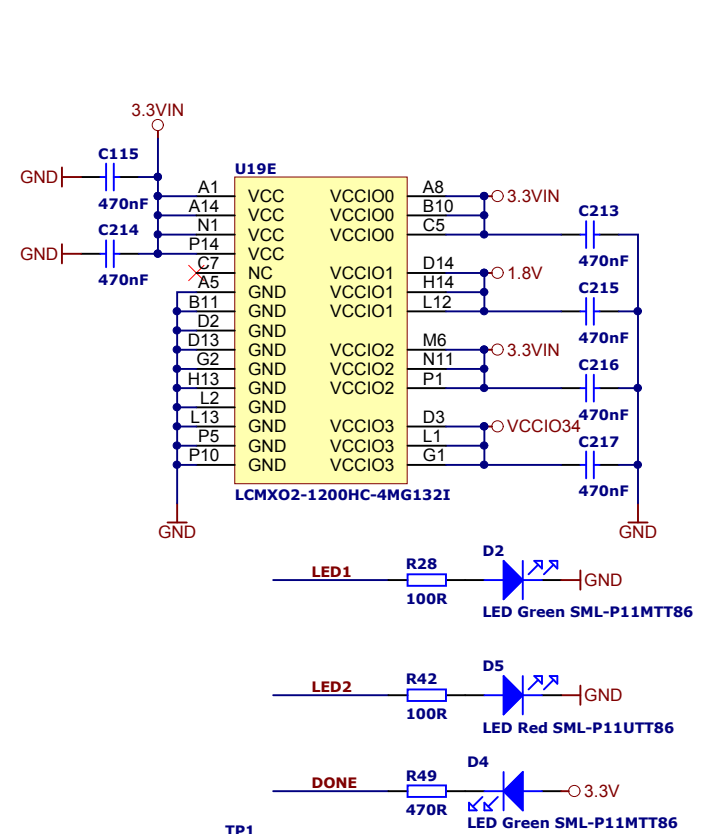 3.3VIN
C115
GND
470nF
C214
GND
470nF
U19E
A1 VCC VCCIO0 A8 3.3VIN
A14 VCC VCCIO0 B10
N1 VCC VCCIO0 C5
P14 VCC
C7 NC VCCIO1 D14 1.8V
A5 GND VCCIO1 H14
B11 GND VCCIO1 L12
D2 GND
D13 GND VCCIO2 M6 3.3VIN
G2 GND VCCIO2 N11
H13 GND VCCIO2 P1
L2 GND
L13 GND VCCIO3 D3 VCCIO34
P5 GND VCCIO3 L1
P10 GND VCCIO3 G1
LCMXO2-1200HC-4MG132I
GND
C213
470nF
C215
470nF
C216
470nF
C217
470nF
GND
LED1
R28
100R
D2
GND
LED Green SML-P11MTT86
LED2
R42
100R
D5
GND
LED Red SML-P11UTT86
DONE
R49
470R
D4
3.3V
LED Green SML-P11MTT86
TP1